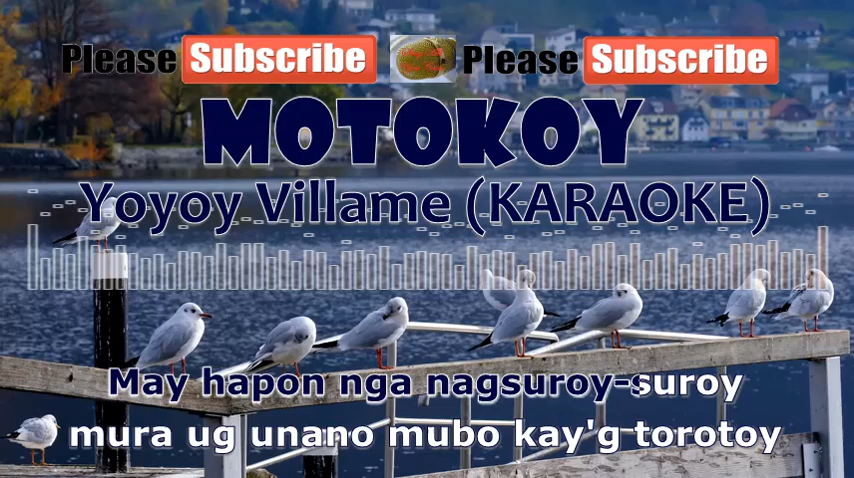 Please Subscribe Please Subscribe
MOTOKOY
Yoyoy Villame (KARAOKE)
May hapon nga nagsuroy-suroy
mura ug unano mubo kay'g torotoy